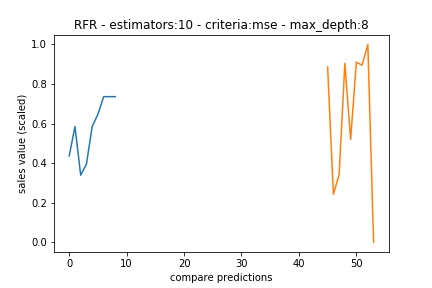 RFR - estimators:10 - criteria:mse - max_depth:8
1.0
0.8
0.6
0.4
0.2
0.0
sales value (scaled)
0 10 20 30 40 50
compare predictions